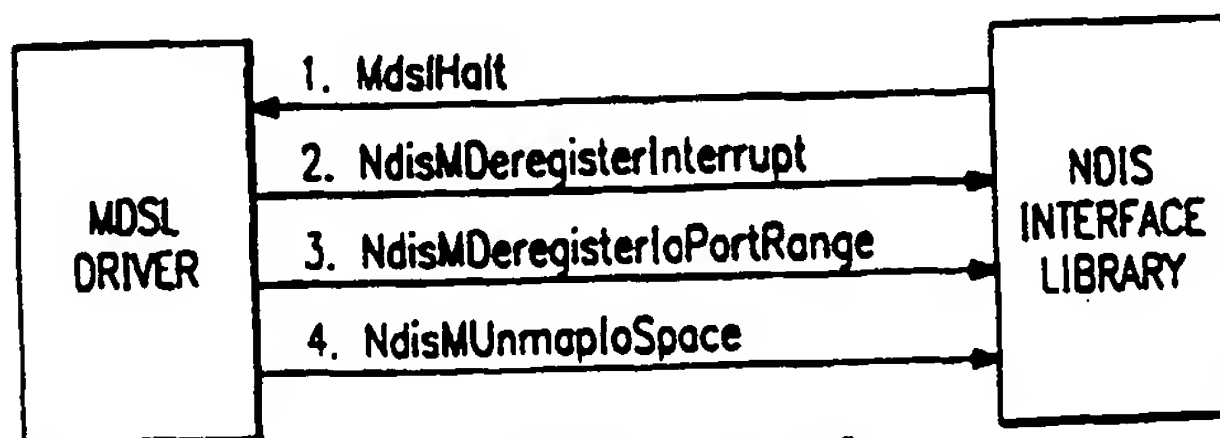 1. MdslHalt
2. NdisMDeregisterInterrupt
3. NdisMDeregisterIoPortRange
4. NdisMUnmapIoSpace
MDSL
DRIVER
NDIS
INTERFACE
LIBRARY